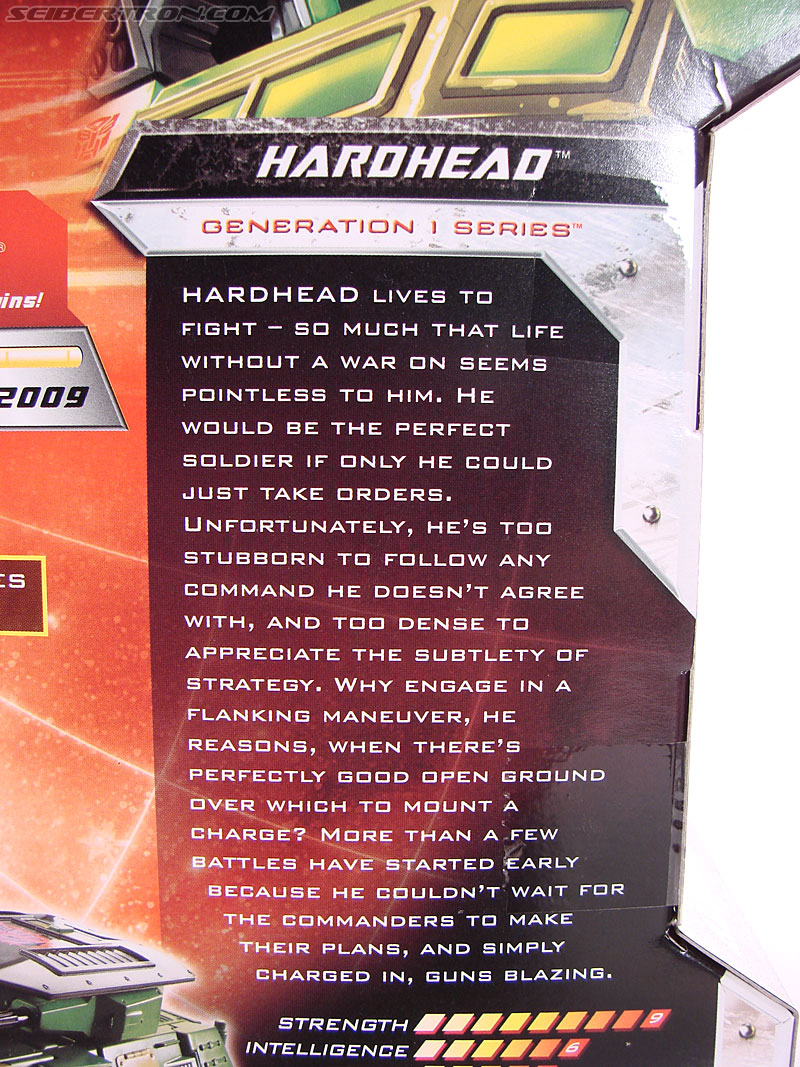 SEIBERTRON.COM
HARDHEAD™
GENERATION 1 SERIES™
®
ins!
2009
ES
HARDHEAD LIVES TO
FIGHT – SO MUCH THAT LIFE
WITHOUT A WAR ON SEEMS
POINTLESS TO HIM. HE
WOULD BE THE PERFECT
SOLDIER IF ONLY HE COULD
JUST TAKE ORDERS.
UNFORTUNATELY, HE'S TOO
STUBBORN TO FOLLOW ANY
COMMAND HE DOESN'T AGREE
WITH, AND TOO DENSE TO
APPRECIATE THE SUBTLETY OF
STRATEGY. WHY ENGAGE IN A
FLANKING MANEUVER, HE
REASONS, WHEN THERE'S
PERFECTLY GOOD OPEN GROUND
OVER WHICH TO MOUNT A
CHARGE? MORE THAN A FEW
BATTLES HAVE STARTED EARLY
BECAUSE HE COULDN'T WAIT FOR
THE COMMANDERS TO MAKE
THEIR PLANS, AND SIMPLY
CHARGED IN, GUNS BLAZING.
STRENGTH 9
INTELLIGENCE 6